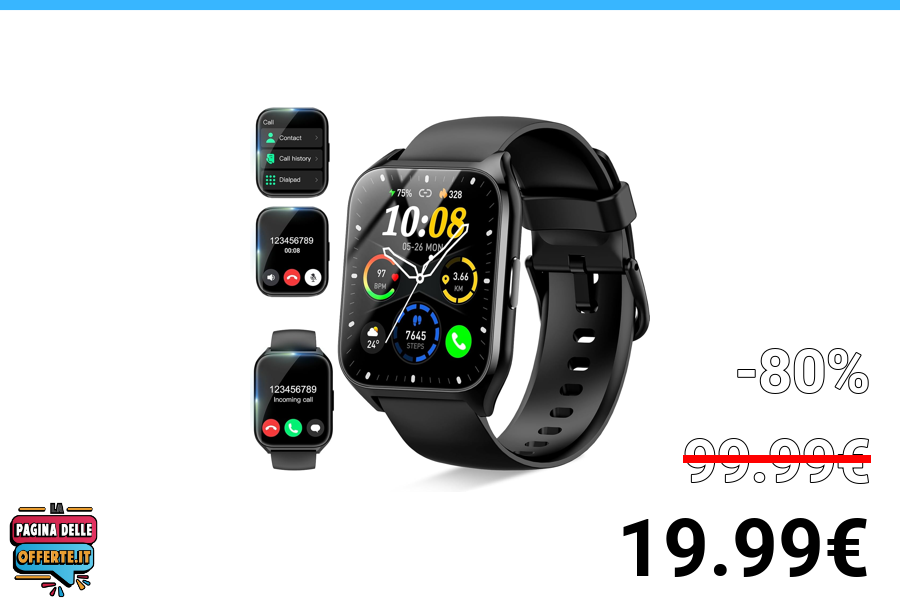 Call
Contact
Call history
Dialpad
123456789
00:08
123456789
Incoming call
75%
328
10:08
05-26 MON
97
BPM
3.66
KM
24°
7645
STEPS
-80%
99.99€
19.99€
LA
PAGINA DELLE
OFFERTE.IT